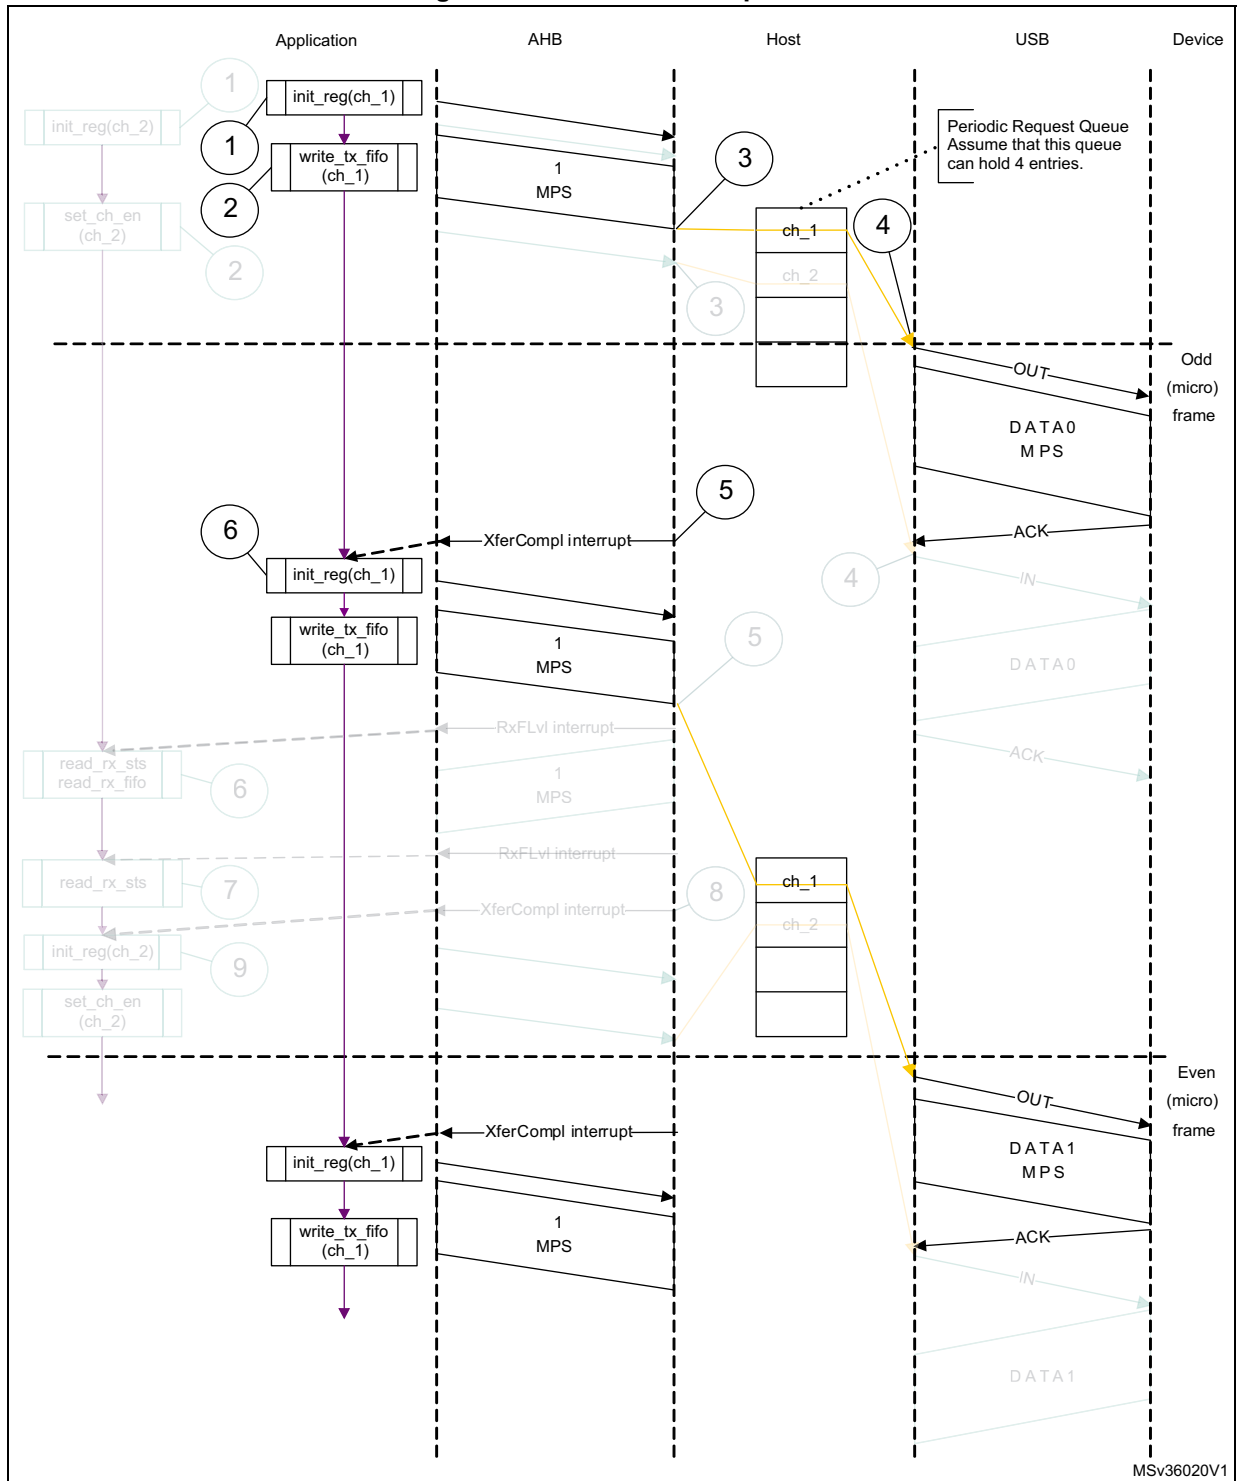 Application
AHB
Host
USB
Device
1
init_reg(ch_1)
init_reg(ch_2)
1
write_tx_fifo
(ch_1)
1
MPS
3
Periodic Request Queue
Assume that this queue
can hold 4 entries.
2
set_ch_en
(ch_2)
2
ch_1
4
ch_2
3
Odd
(micro)
frame
OUT
DATA0
MPS
5
6
XferCompl interrupt
ACK
init_reg(ch_1)
4
IN
write_tx_fifo
(ch_1)
1
MPS
5
DATA0
RxFLvl interrupt
ACK
read_rx_sts
read_rx_fifo
6
1
MPS
RxFLvl interrupt
read_rx_sts
7
ch_1
8
XferCompl interrupt
ch_2
init_reg(ch_2)
9
set_ch_en
(ch_2)
Even
(micro)
frame
OUT
XferCompl interrupt
DATA1
MPS
init_reg(ch_1)
write_tx_fifo
(ch_1)
1
MPS
ACK
IN
DATA1
MSv36020V1